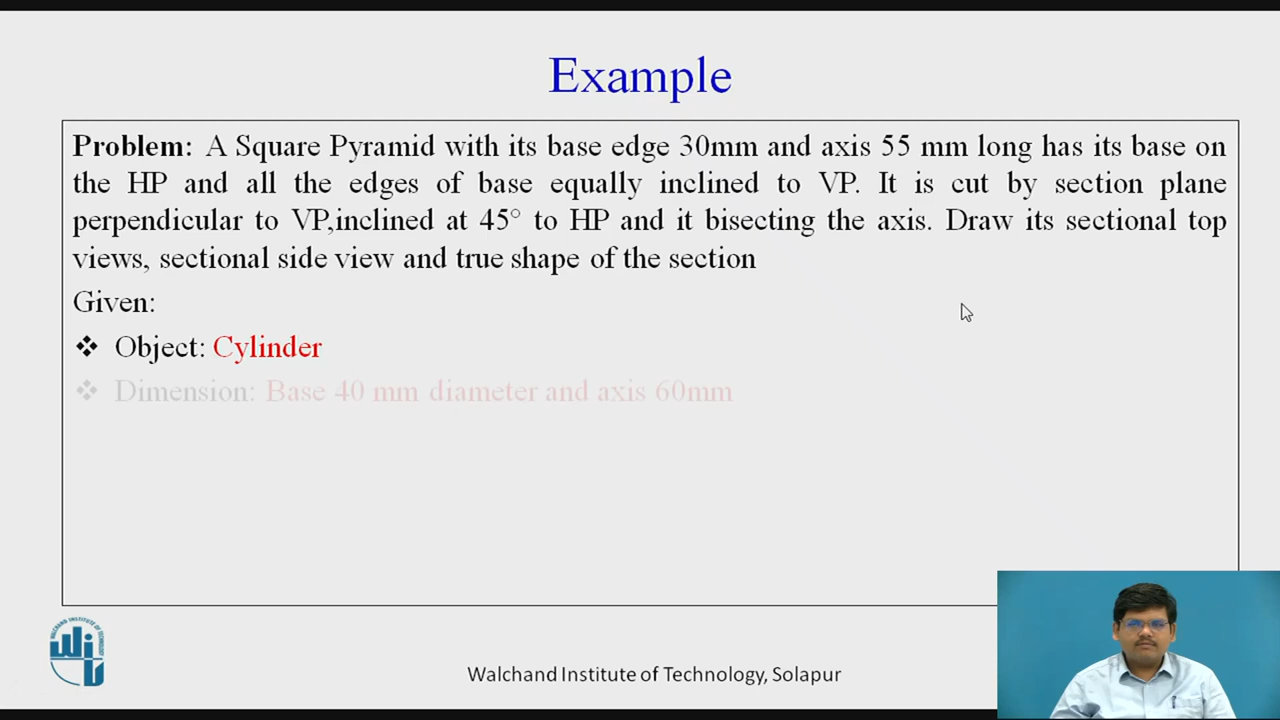 Example
Problem: A Square Pyramid with its base edge 30mm and axis 55 mm long has its base on
the HP and all the edges of base equally inclined to VP. It is cut by section plane
perpendicular to VP,inclined at 45° to HP and it bisecting the axis. Draw its sectional top
views, sectional side view and true shape of the section
Given:
❖ Object: Cylinder
❖ Dimension: Base 40 mm diameter and axis 60mm
WALCHAND INSTITUTE OF TECHNOLOGY
Walchand Institute of Technology, Solapur